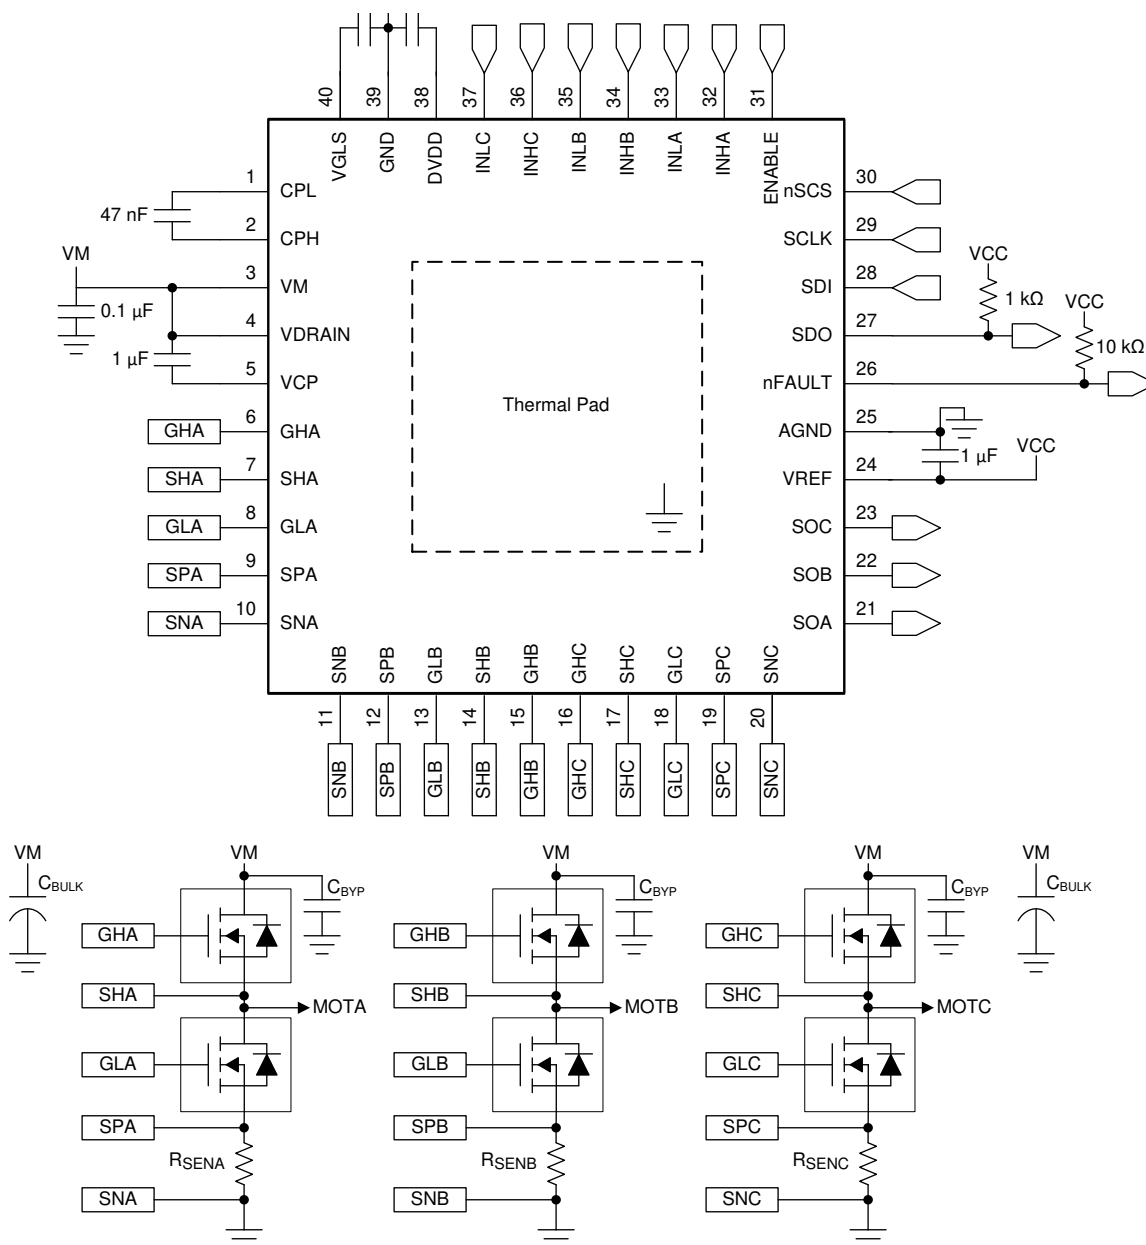 40 39 38 37 36 35 34 33 32 31
VGLS GND DVDD INLC INHC INLB INHB INLA INHA ENABLE
1 CPL
47 nF
2 CPH
VM
3 VM
0.1 µF
4 VDRAIN
1 µF
5 VCP
GHA 6 GHA
SHA 7 SHA
GLA 8 GLA
SPA 9 SPA
SNA 10 SNA
Thermal Pad
nSCS 30
SCLK 29
SDI 28
VCC
1 kΩ
SDO 27
VCC
10 kΩ
nFAULT 26
AGND 25
1 µF
VCC
VREF 24
SOC 23
SOB 22
SOA 21
SNB SPB GLB SHB GHB GHC SHC GLC SPC SNC
11 12 13 14 15 16 17 18 19 20
SNB SPB GLB SHB GHB GHC SHC GLC SPC SNC
VM VM VM VM VM
CBULK CBYP CBYP CBYP CBULK
GHA GHB GHC
SHA SHB SHC
MOTA MOTB MOTC
GLA GLB GLC
SPA SPB SPC
RSENA RSENB RSENC
SNA SNB SNC